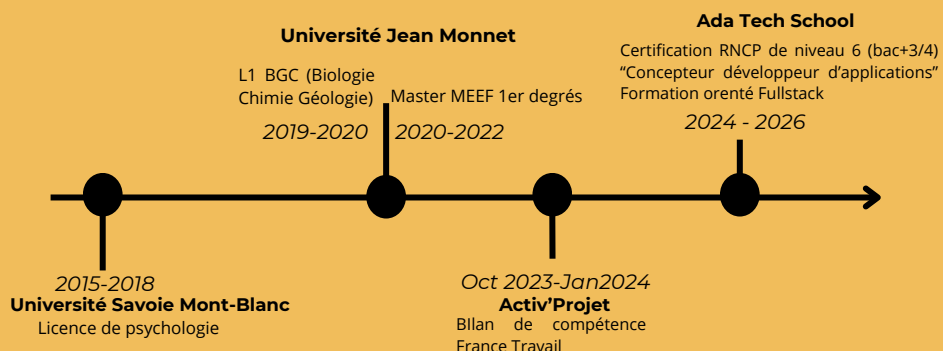 Ada Tech School
Université Jean Monnet
Certification RNCP de niveau 6 (bac+3/4)
“Concepteur développeur d’applications”
Formation orenté Fullstack
2024 - 2026
L1 BGC (Biologie
Chimie Géologie)
2019-2020
Master MEEF 1er degrés
2020-2022
2015-2018
Université Savoie Mont-Blanc
Licence de psychologie
Oct 2023-Jan2024
Activ’Projet
BIlan de compétence
France Travail